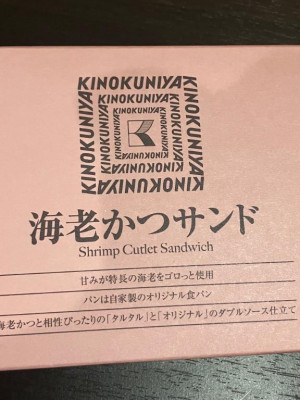 KINOKUNIYA
KINOKUNIYA
KINOKUNIYA
KINOKUNIYA
KINOKUNIYA
KINOKUNIYA
KINOKUNIYA
KINOKUNIYA
海老かつサンド
Shrimp Cutlet Sandwich
甘みが特長の海老をゴロっと使用
パンは自家製のオリジナル食パン
海老かつと相性ぴったりの「タルタル」と「オリジナル」のダブルソース仕立て